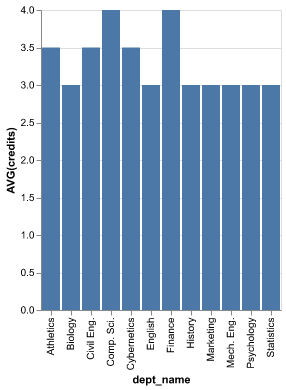 4.0
3.5
3.0
2.5
2.0
1.5
1.0
0.5
0.0
AVG(credits)
Athletics
Biology
Civil Eng.
Comp. Sci.
Cybernetics
English
Finance
History
Marketing
Mech. Eng.
Psychology
Statistics
dept_name